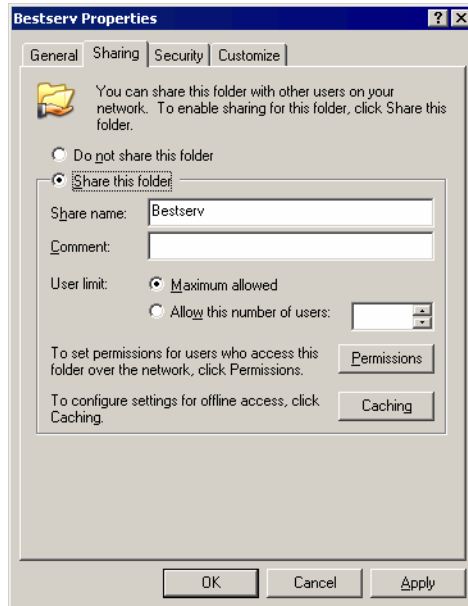 Bestserv Properties
General Sharing Security Customize
You can share this folder with other users on your
network. To enable sharing for this folder, click Share this
folder.
Do not share this folder
Share this folder
Share name: Bestserv
Comment:
User limit: Maximum allowed
Allow this number of users:
To set permissions for users who access this
folder over the network, click Permissions.
Permissions
To configure settings for offline access, click
Caching.
Caching
OK Cancel Apply